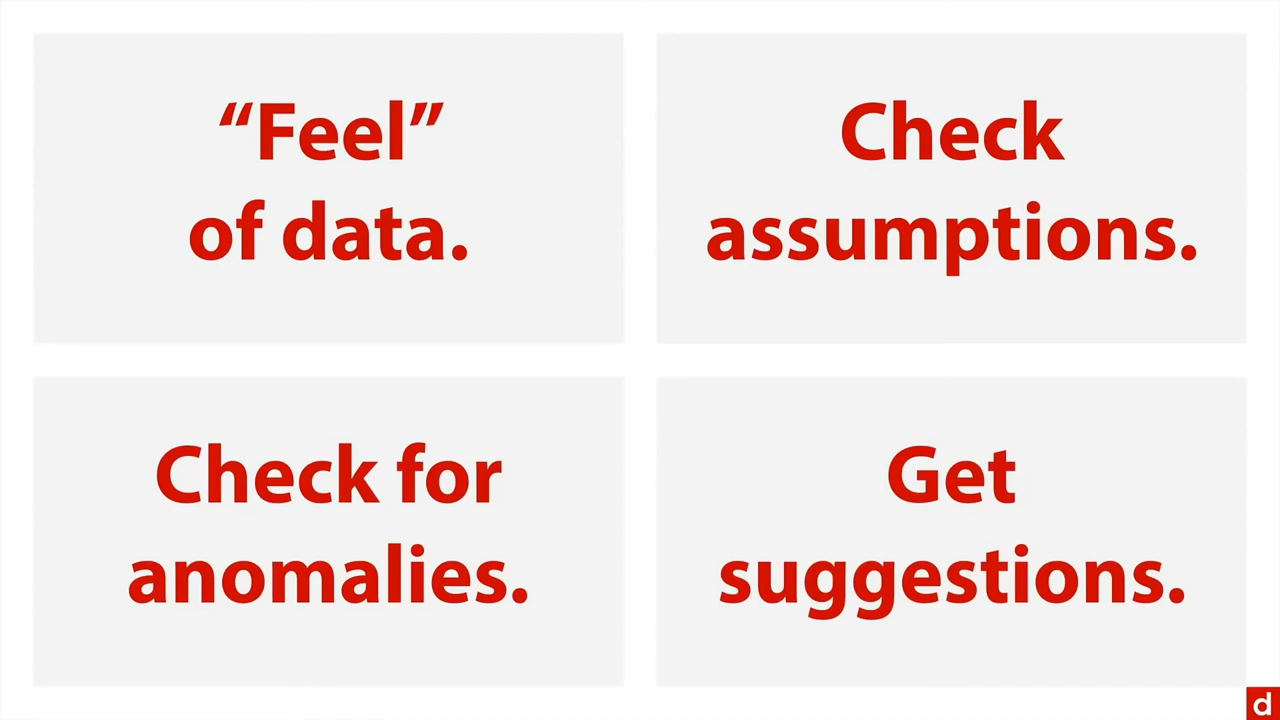 “Feel”
of data.
Check
assumptions.
Check for
anomalies.
Get
suggestions.
d